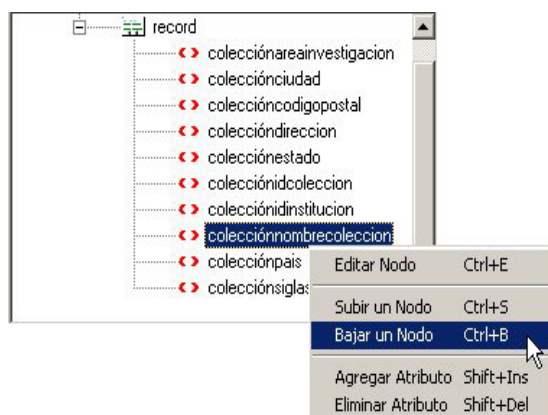 record
colecciónareainvestigacion
colecciónciudad
coleccióncodigopostal
coleccióndireccion
colecciónestado
colecciónidcoleccion
colecciónidinstitucion
colecciónnombrecoleccion
colecciónpais
colecciónsiglas
Editar Nodo Ctrl+E
Subir un Nodo Ctrl+S
Bajar un Nodo Ctrl+B
Agregar Atributo Shift+Ins
Eliminar Atributo Shift+Del